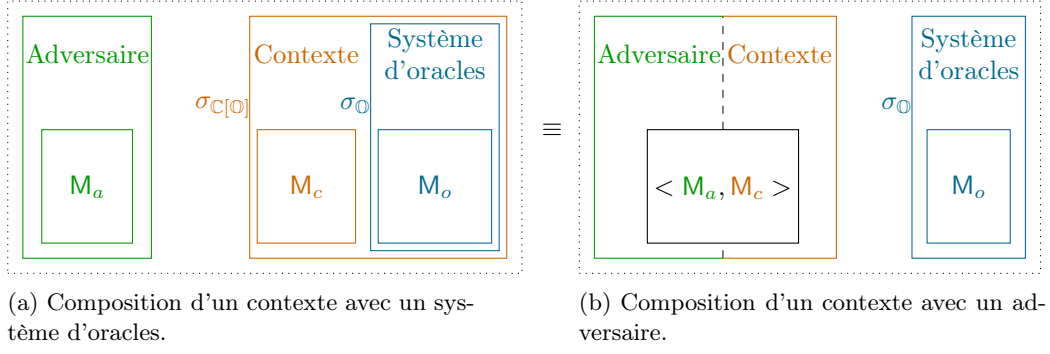 Adversaire
Contexte
Système
d'oracles
σ_ℂ[𝕆]
σ_𝕆
M_a
M_c
M_o
≡
Adversaire
Contexte
Système
d'oracles
σ_𝕆
< M_a, M_c >
M_o
(a) Composition d'un contexte avec un sys-
tème d'oracles.
(b) Composition d'un contexte avec un ad-
versaire.